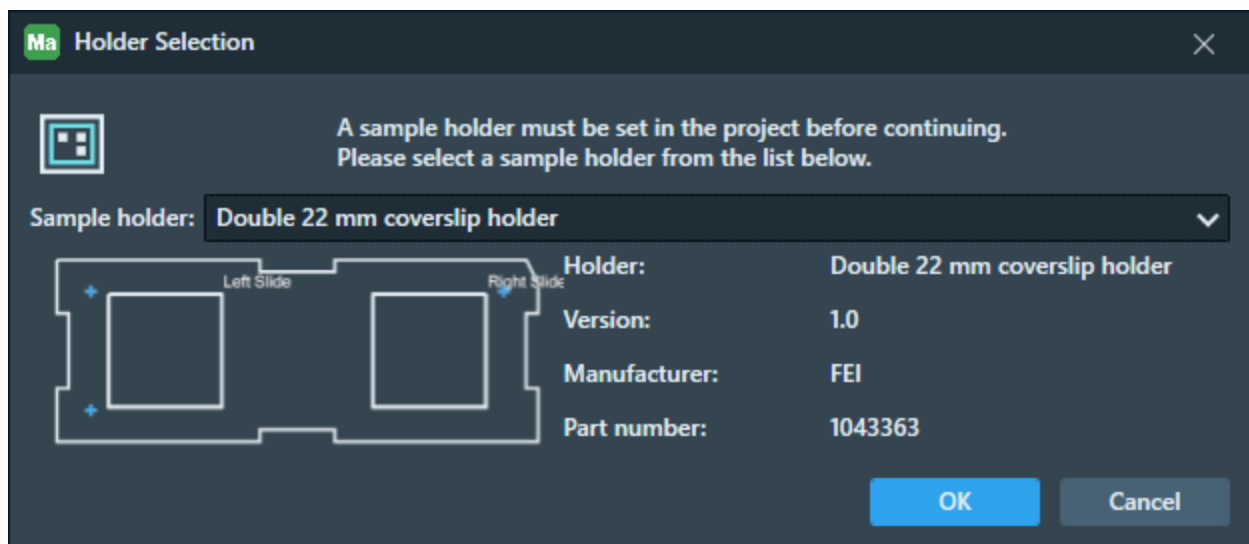 Ma Holder Selection
A sample holder must be set in the project before continuing.
Please select a sample holder from the list below.
Sample holder: Double 22 mm coverslip holder
Left Slide
Right Slide
Holder: Double 22 mm coverslip holder
Version: 1.0
Manufacturer: FEI
Part number: 1043363
OK Cancel